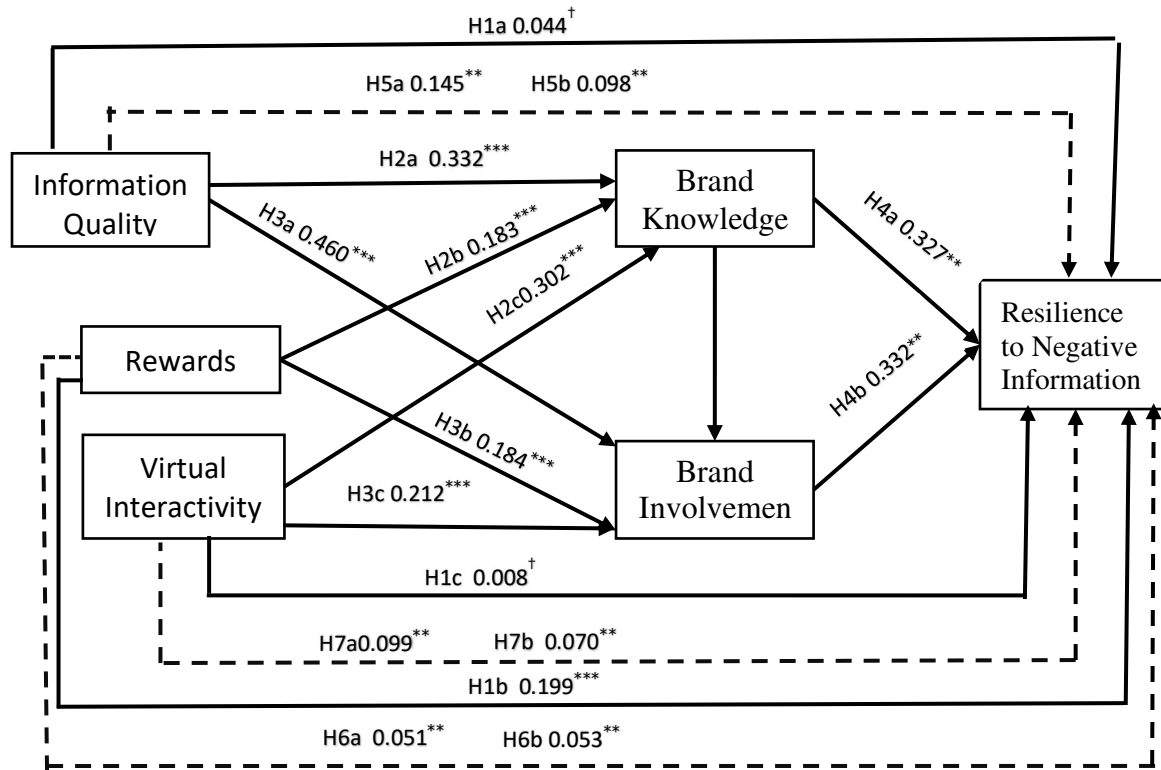 H1a 0.044†
H5a 0.145** H5b 0.098**
Information
Quality
H2a 0.332***
Brand
Knowledge
H3a 0.460***
H2b 0.183***
H2c0.302***
H4a 0.327**
Rewards
Resilience
to Negative
Information
H4b 0.332**
H3b 0.184***
Virtual
Interactivity
H3c 0.212***
Brand
Involvemen
H1c 0.008†
H7a0.099** H7b 0.070**
H1b 0.199***
H6a 0.051** H6b 0.053**